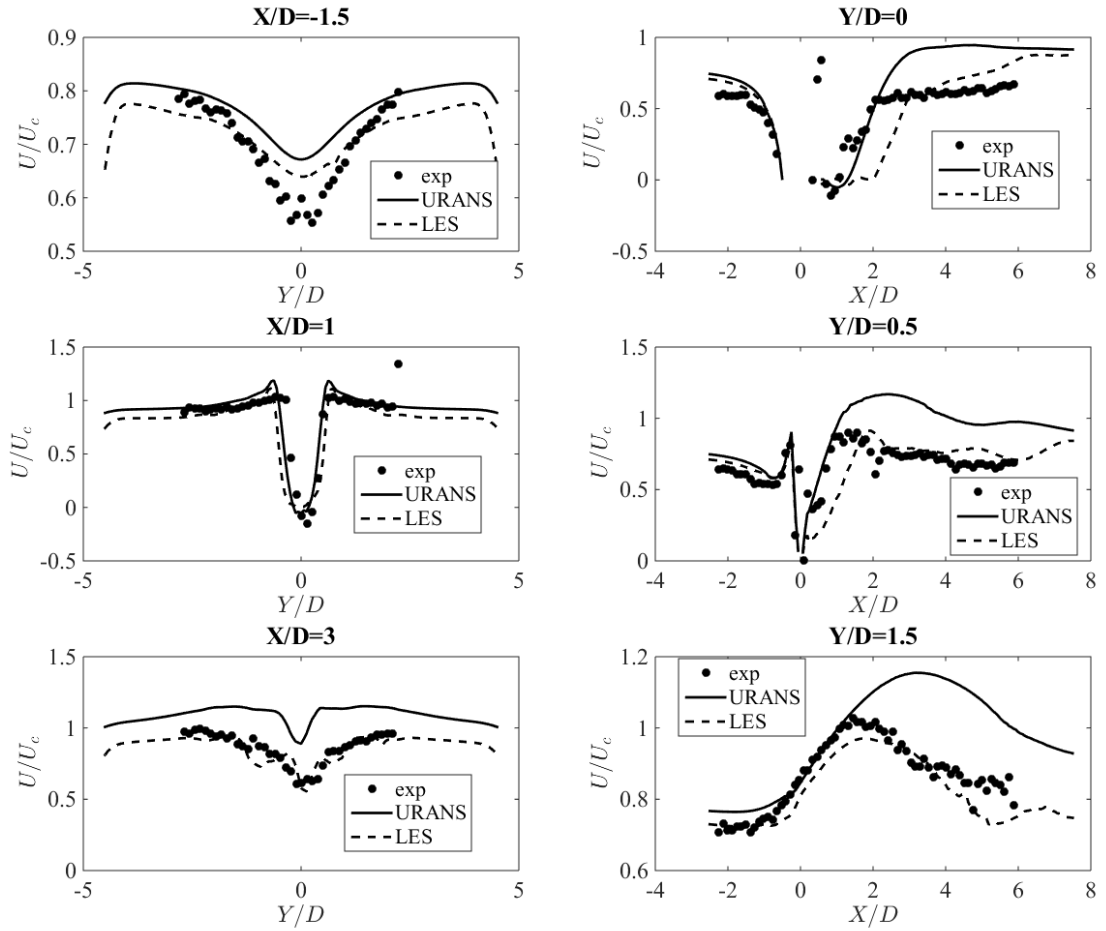 X/D=-1.5
0.9
0.8
0.7
0.6
0.5
U/U_c
exp
URANS
LES
-5
0
5
Y/D
Y/D=0
1
0.5
0
-0.5
U/U_c
exp
URANS
LES
-4
-2
0
2
4
6
8
X/D
X/D=1
1.5
1
0.5
0
-0.5
U/U_c
exp
URANS
LES
-5
0
5
Y/D
Y/D=0.5
1.5
1
0.5
0
U/U_c
exp
URANS
LES
-4
-2
0
2
4
6
8
X/D
X/D=3
1.5
1
0.5
0
U/U_c
exp
URANS
LES
-5
0
5
Y/D
Y/D=1.5
1.2
1
0.8
0.6
U/U_c
exp
URANS
LES
-4
-2
0
2
4
6
8
X/D